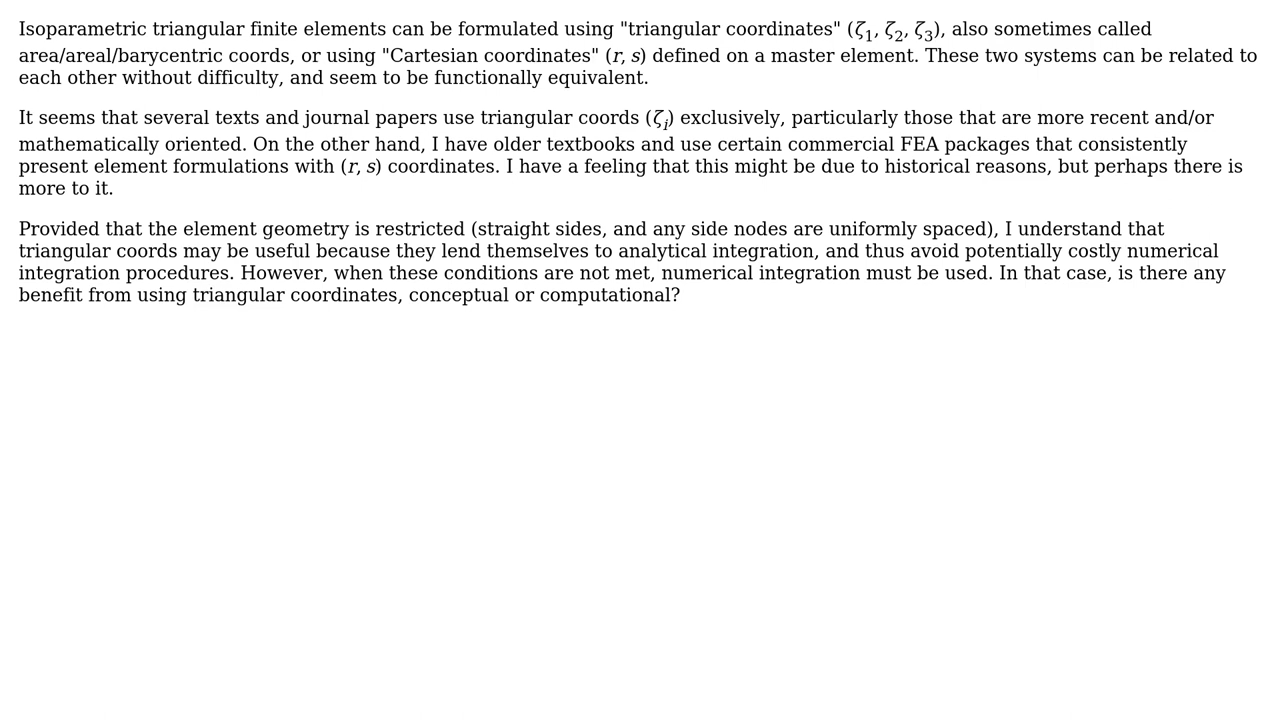 Isoparametric triangular finite elements can be formulated using "triangular coordinates" (ζ1, ζ2, ζ3), also sometimes called
area/areal/barycentric coords, or using "Cartesian coordinates" (r, s) defined on a master element. These two systems can be related to
each other without difficulty, and seem to be functionally equivalent.
It seems that several texts and journal papers use triangular coords (ζi) exclusively, particularly those that are more recent and/or
mathematically oriented. On the other hand, I have older textbooks and use certain commercial FEA packages that consistently
present element formulations with (r, s) coordinates. I have a feeling that this might be due to historical reasons, but perhaps there is
more to it.
Provided that the element geometry is restricted (straight sides, and any side nodes are uniformly spaced), I understand that
triangular coords may be useful because they lend themselves to analytical integration, and thus avoid potentially costly numerical
integration procedures. However, when these conditions are not met, numerical integration must be used. In that case, is there any
benefit from using triangular coordinates, conceptual or computational?